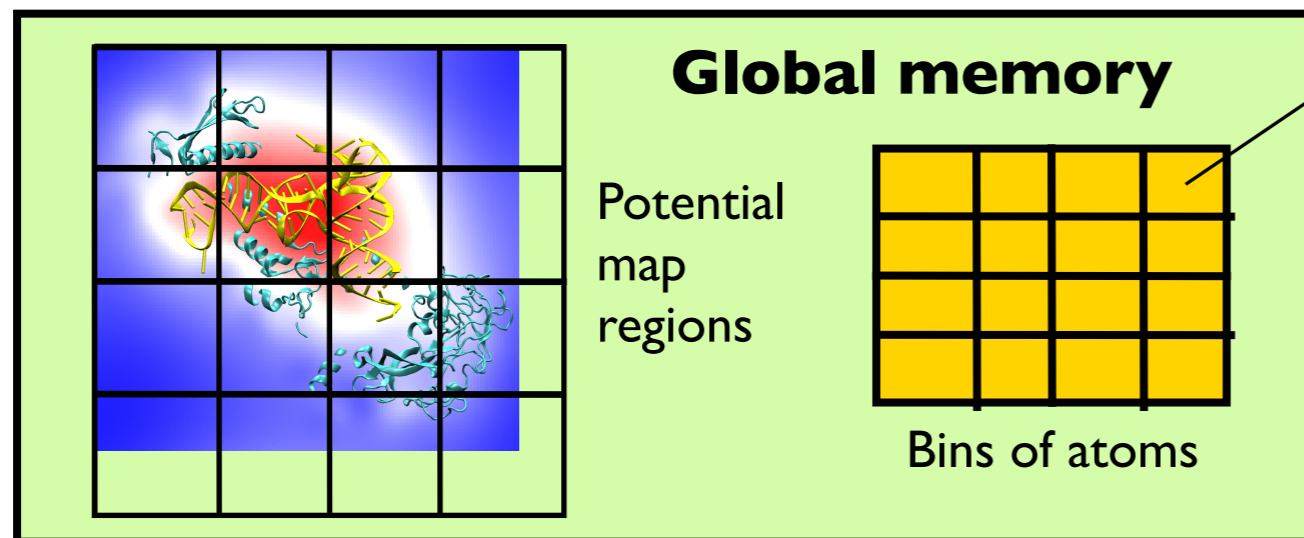 Global memory
Potential
map
regions
Bins of atoms